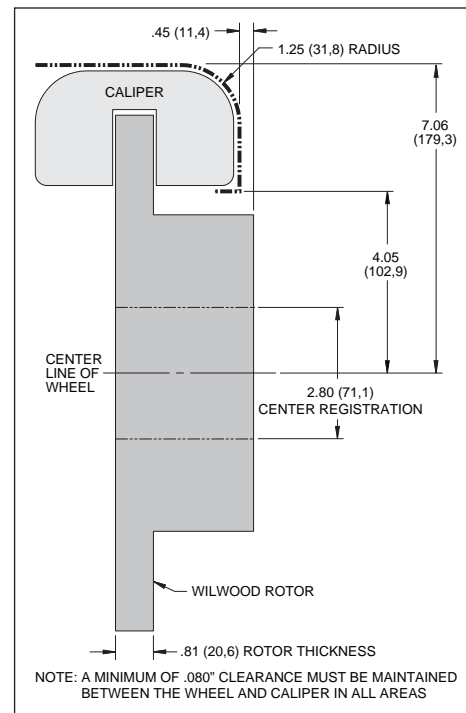 .45 (11,4)
1.25 (31,8) RADIUS
CALIPER
7.06
(179,3)
4.05
(102,9)
CENTER
LINE OF
WHEEL
2.80 (71,1)
CENTER REGISTRATION
WILWOOD ROTOR
.81 (20,6) ROTOR THICKNESS
NOTE: A MINIMUM OF .080" CLEARANCE MUST BE MAINTAINED
BETWEEN THE WHEEL AND CALIPER IN ALL AREAS